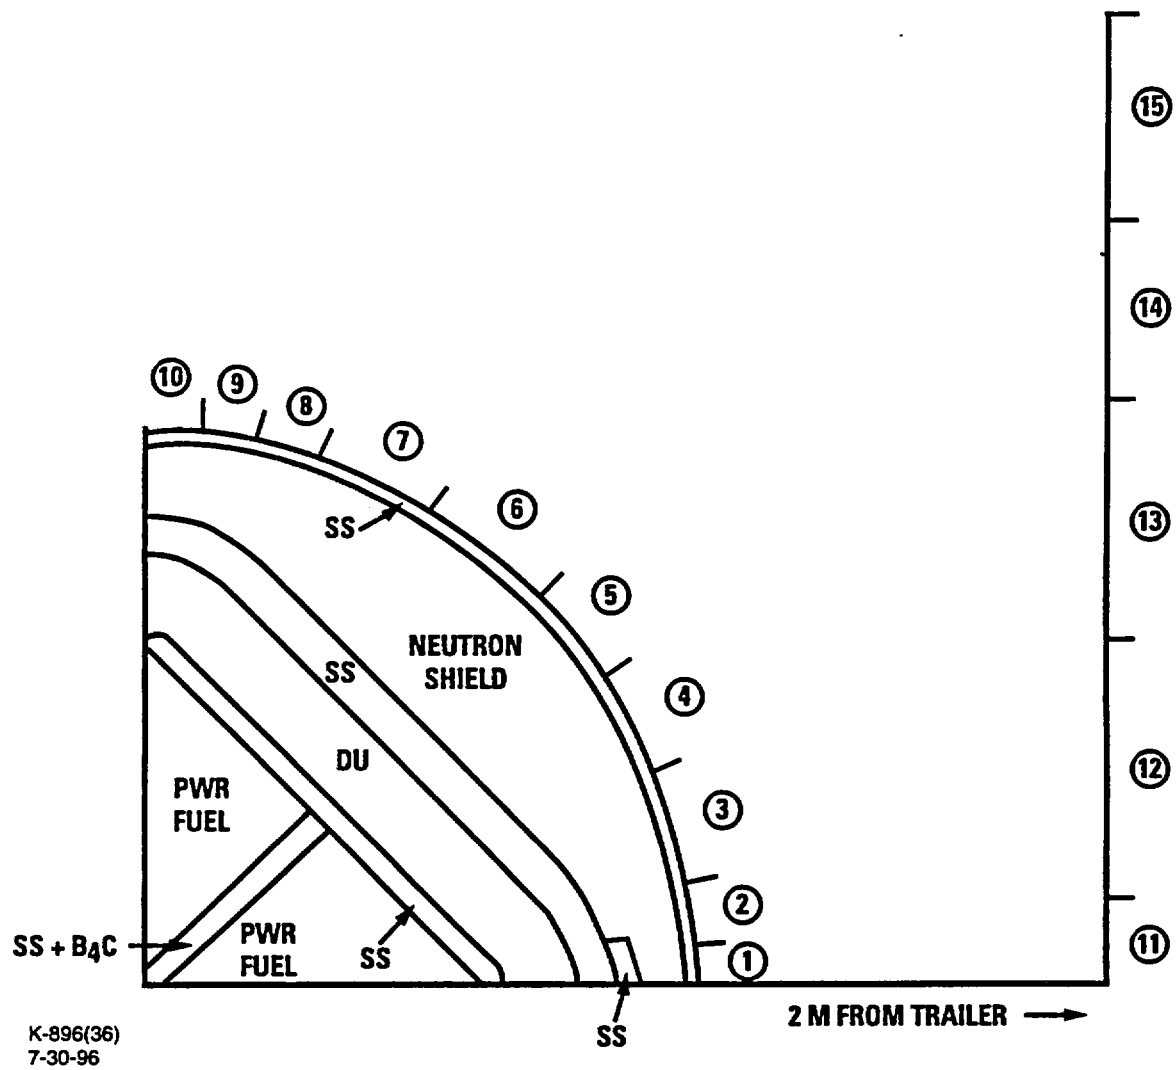 15
14
10
9
8
7
13
SS
6
5
NEUTRON
SHIELD
SS
4
DU
12
PWR
FUEL
3
2
SS + B4C
PWR
FUEL
SS
1
11
2 M FROM TRAILER
SS
K-896(36)
7-30-96